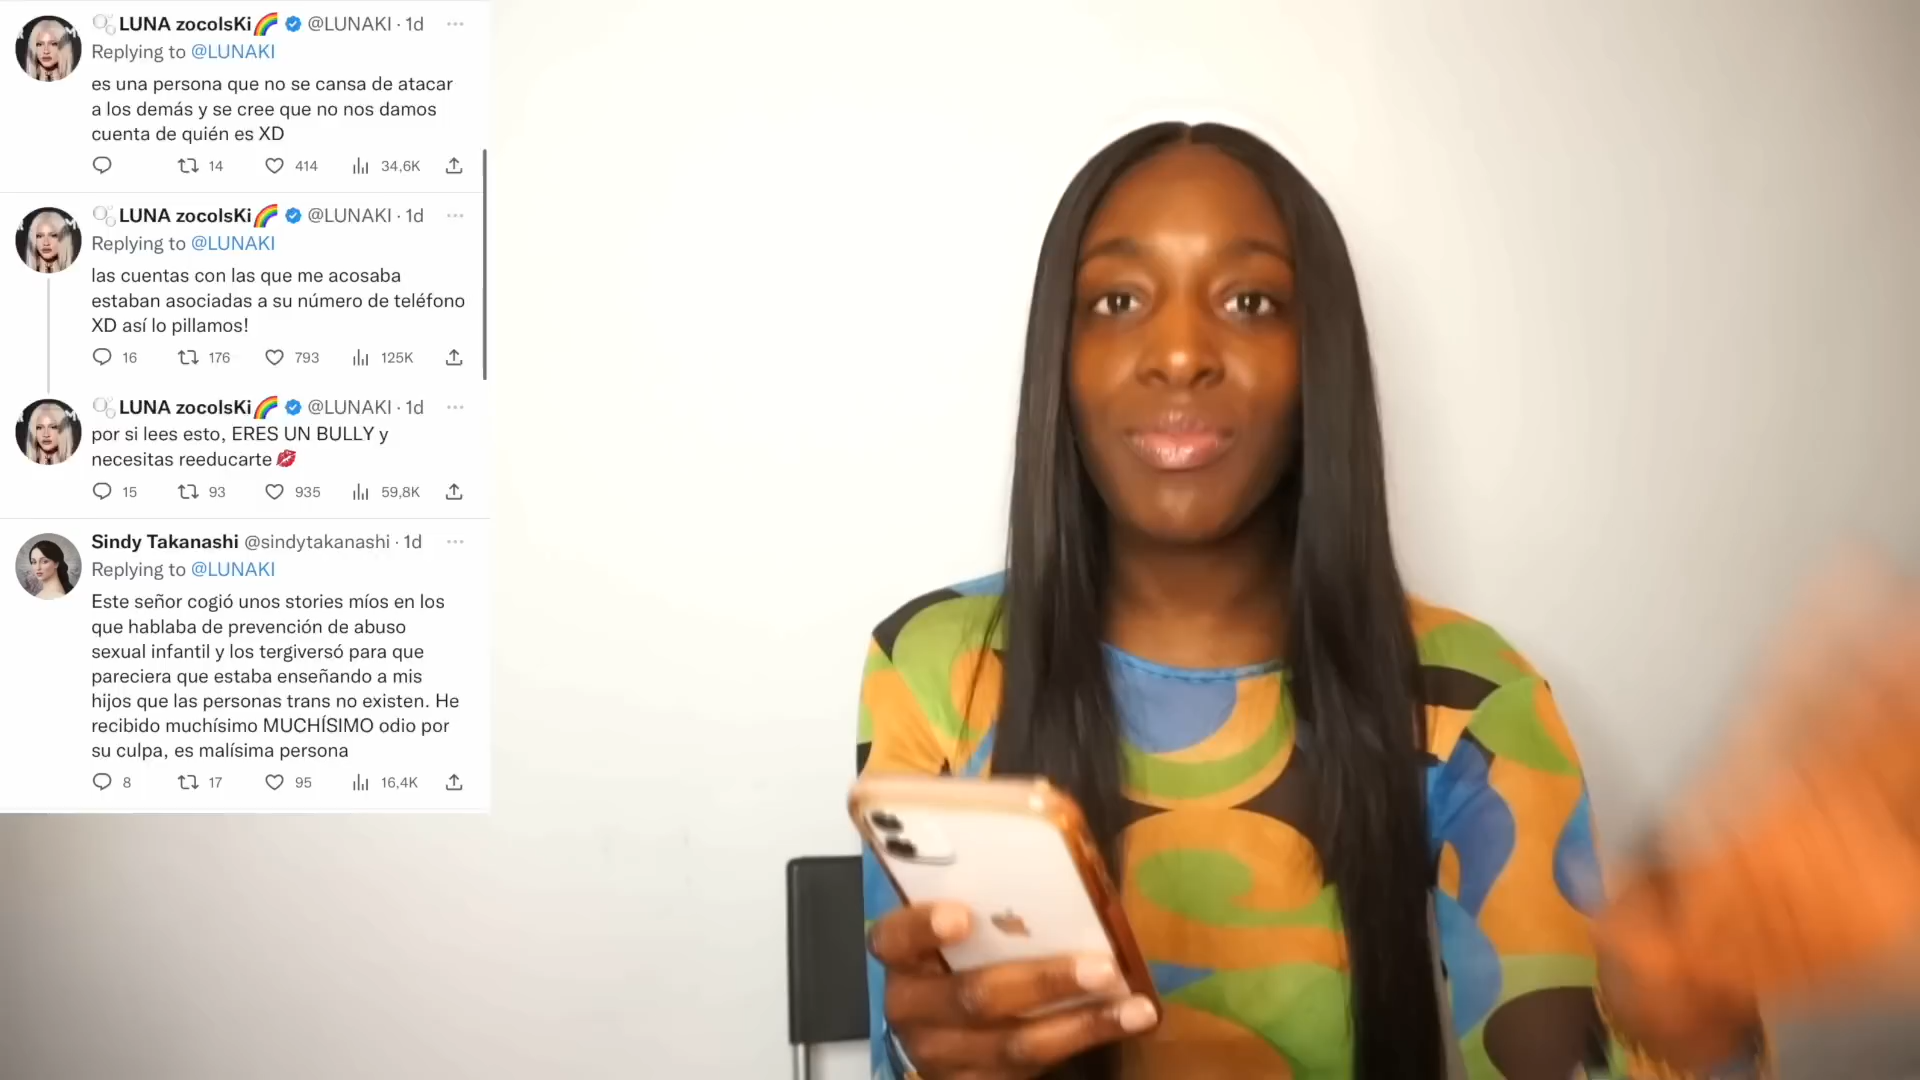 LUNA zocolsKi🌈 @LUNAKI · 1d
Replying to @LUNAKI
es una persona que no se cansa de atacar
a los demás y se cree que no nos damos
cuenta de quién es XD
14 414 34,6K
LUNA zocolsKi🌈 @LUNAKI · 1d
Replying to @LUNAKI
las cuentas con las que me acosaba
estaban asociadas a su número de teléfono
XD así lo pillamos!
16 176 793 125K
LUNA zocolsKi🌈 @LUNAKI · 1d
por si lees esto, ERES UN BULLY y
necesitas reeducarte💋
15 93 935 59,8K
Sindy Takanashi @sindytakanashi · 1d
Replying to @LUNAKI
Este señor cogió unos stories míos en los
que hablaba de prevención de abuso
sexual infantil y los tergiversó para que
pareciera que estaba enseñando a mis
hijos que las personas trans no existen. He
recibido muchísimo MUCHÍSIMO odio por
su culpa, es malísima persona
8 17 95 16,4K